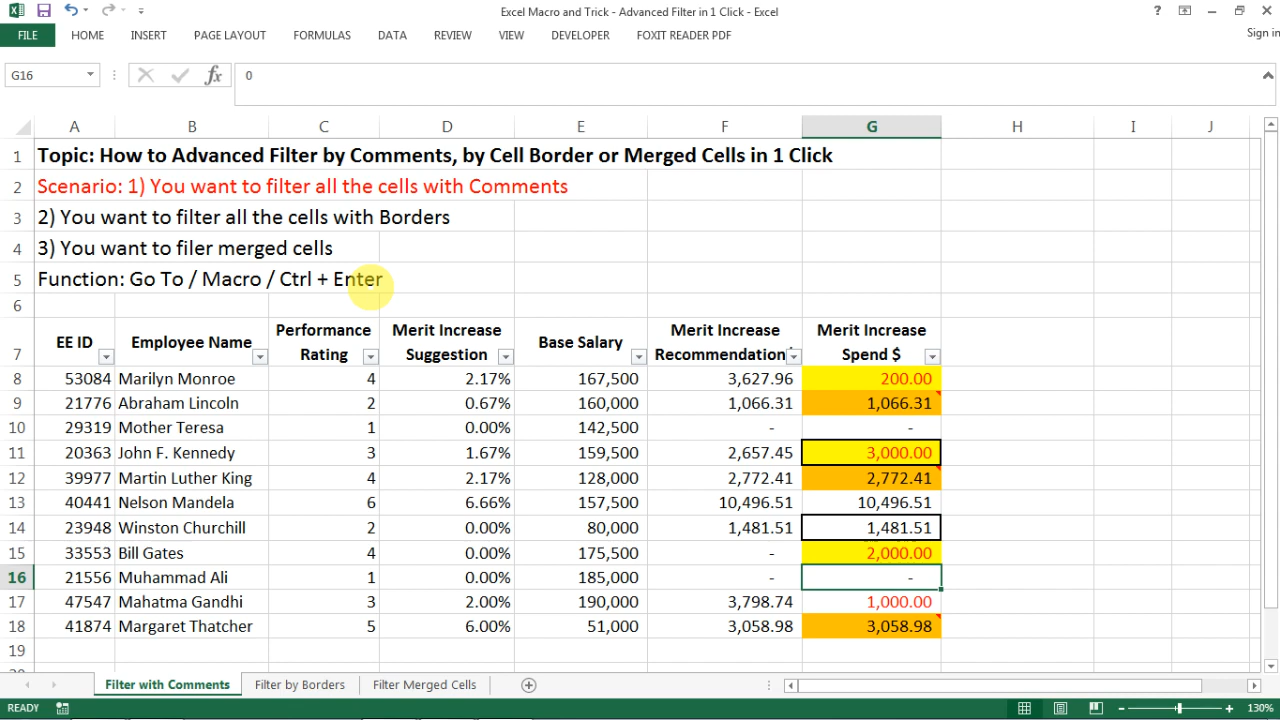 Excel Macro and Trick - Advanced Filter in 1 Click - Excel
?
FILE HOME INSERT PAGE LAYOUT FORMULAS DATA REVIEW VIEW DEVELOPER FOXIT READER PDF Sign in
G16 fx 0
A B C D E F G H I J
1 Topic: How to Advanced Filter by Comments, by Cell Border or Merged Cells in 1 Click
2 Scenario: 1) You want to filter all the cells with Comments
3 2) You want to filter all the cells with Borders
4 3) You want to filer merged cells
5 Function: Go To / Macro / Ctrl + Enter
6
Performance Merit Increase Merit Increase Merit Increase
EE ID Employee Name Base Salary
7 Rating Suggestion Recommendation Spend $
8 53084 Marilyn Monroe 4 2.17% 167,500 3,627.96 200.00
9 21776 Abraham Lincoln 2 0.67% 160,000 1,066.31 1,066.31
10 29319 Mother Teresa 1 0.00% 142,500 - -
11 20363 John F. Kennedy 3 1.67% 159,500 2,657.45 3,000.00
12 39977 Martin Luther King 4 2.17% 128,000 2,772.41 2,772.41
13 40441 Nelson Mandela 6 6.66% 157,500 10,496.51 10,496.51
14 23948 Winston Churchill 2 0.00% 80,000 1,481.51 1,481.51
15 33553 Bill Gates 4 0.00% 175,500 - 2,000.00
16 21556 Muhammad Ali 1 0.00% 185,000 - -
17 47547 Mahatma Gandhi 3 2.00% 190,000 3,798.74 1,000.00
18 41874 Margaret Thatcher 5 6.00% 51,000 3,058.98 3,058.98
19
Filter with Comments Filter by Borders Filter Merged Cells
READY 130%